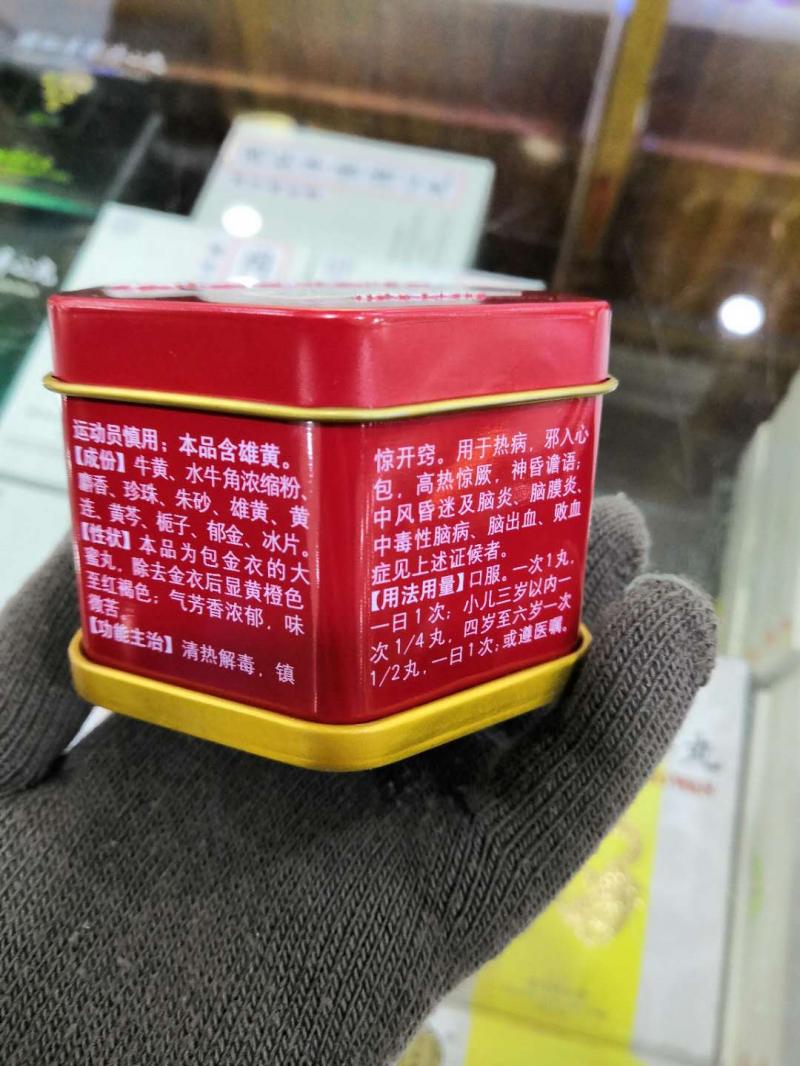 运动员慎用：本品含雄黄。
【成份】牛黄、水牛角浓缩粉、
麝香、珍珠、朱砂、雄黄、黄
连、黄芩、栀子、郁金、冰片。
【性状】本品为包金衣的大
蜜丸，除去金衣后显黄橙色
至红褐色；气芳香浓郁，味
微苦
【功能主治】清热解毒，镇
惊开窍。用于热病，邪入心
包，高热惊厥，神昏谵语；
中风昏迷及脑炎、脑膜炎、
中毒性脑病、脑出血、败血
症见上述证候者。
【用法用量】口服。一次1丸，
一日1次；小儿三岁以内一
次1/4丸，四岁至六岁一次
1/2丸，一日1次；或遵医嘱。
丸